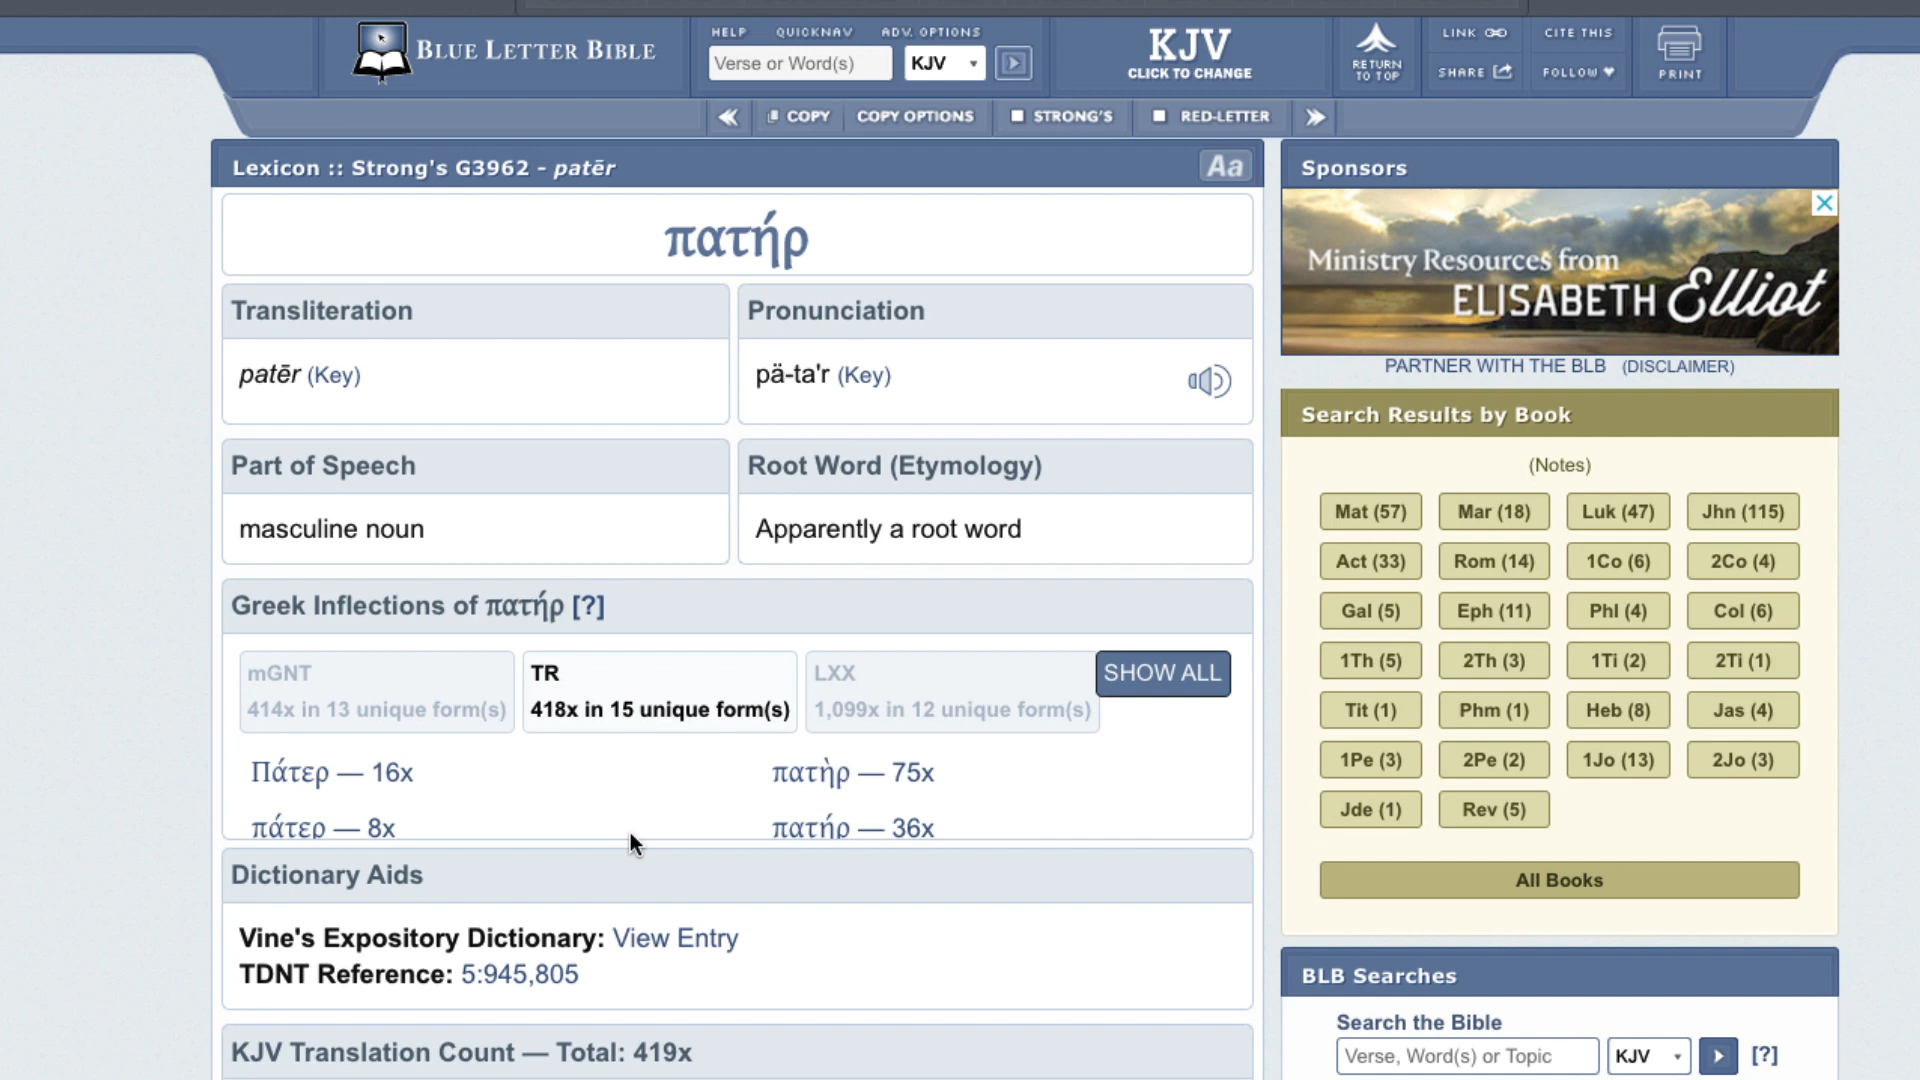 HELP QUICKNAV ADV. OPTIONS
BLUE LETTER BIBLE
Verse or Word(s)
KJV
KJV
CLICK TO CHANGE
RETURN
TO TOP
LINK
CITE THIS
SHARE
FOLLOW
PRINT
COPY
COPY OPTIONS
STRONG'S
RED-LETTER
Lexicon :: Strong's G3962 - patēr
Aa
πατήρ
Transliteration
patēr (Key)
Pronunciation
pä-ta'r (Key)
Part of Speech
masculine noun
Root Word (Etymology)
Apparently a root word
Greek Inflections of πατήρ [?]
mGNT
414x in 13 unique form(s)
TR
418x in 15 unique form(s)
LXX
1,099x in 12 unique form(s)
SHOW ALL
Πάτερ — 16x
πατὴρ — 75x
πάτερ — 8x
πατήρ — 36x
Dictionary Aids
Vine's Expository Dictionary: View Entry
TDNT Reference: 5:945,805
KJV Translation Count — Total: 419x
Sponsors
Ministry Resources from
ELISABETH Elliot
PARTNER WITH THE BLB (DISCLAIMER)
Search Results by Book
(Notes)
Mat (57) Mar (18) Luk (47) Jhn (115)
Act (33) Rom (14) 1Co (6) 2Co (4)
Gal (5) Eph (11) Phl (4) Col (6)
1Th (5) 2Th (3) 1Ti (2) 2Ti (1)
Tit (1) Phm (1) Heb (8) Jas (4)
1Pe (3) 2Pe (2) 1Jo (13) 2Jo (3)
Jde (1) Rev (5)
All Books
BLB Searches
Search the Bible
Verse, Word(s) or Topic
KJV
[?]